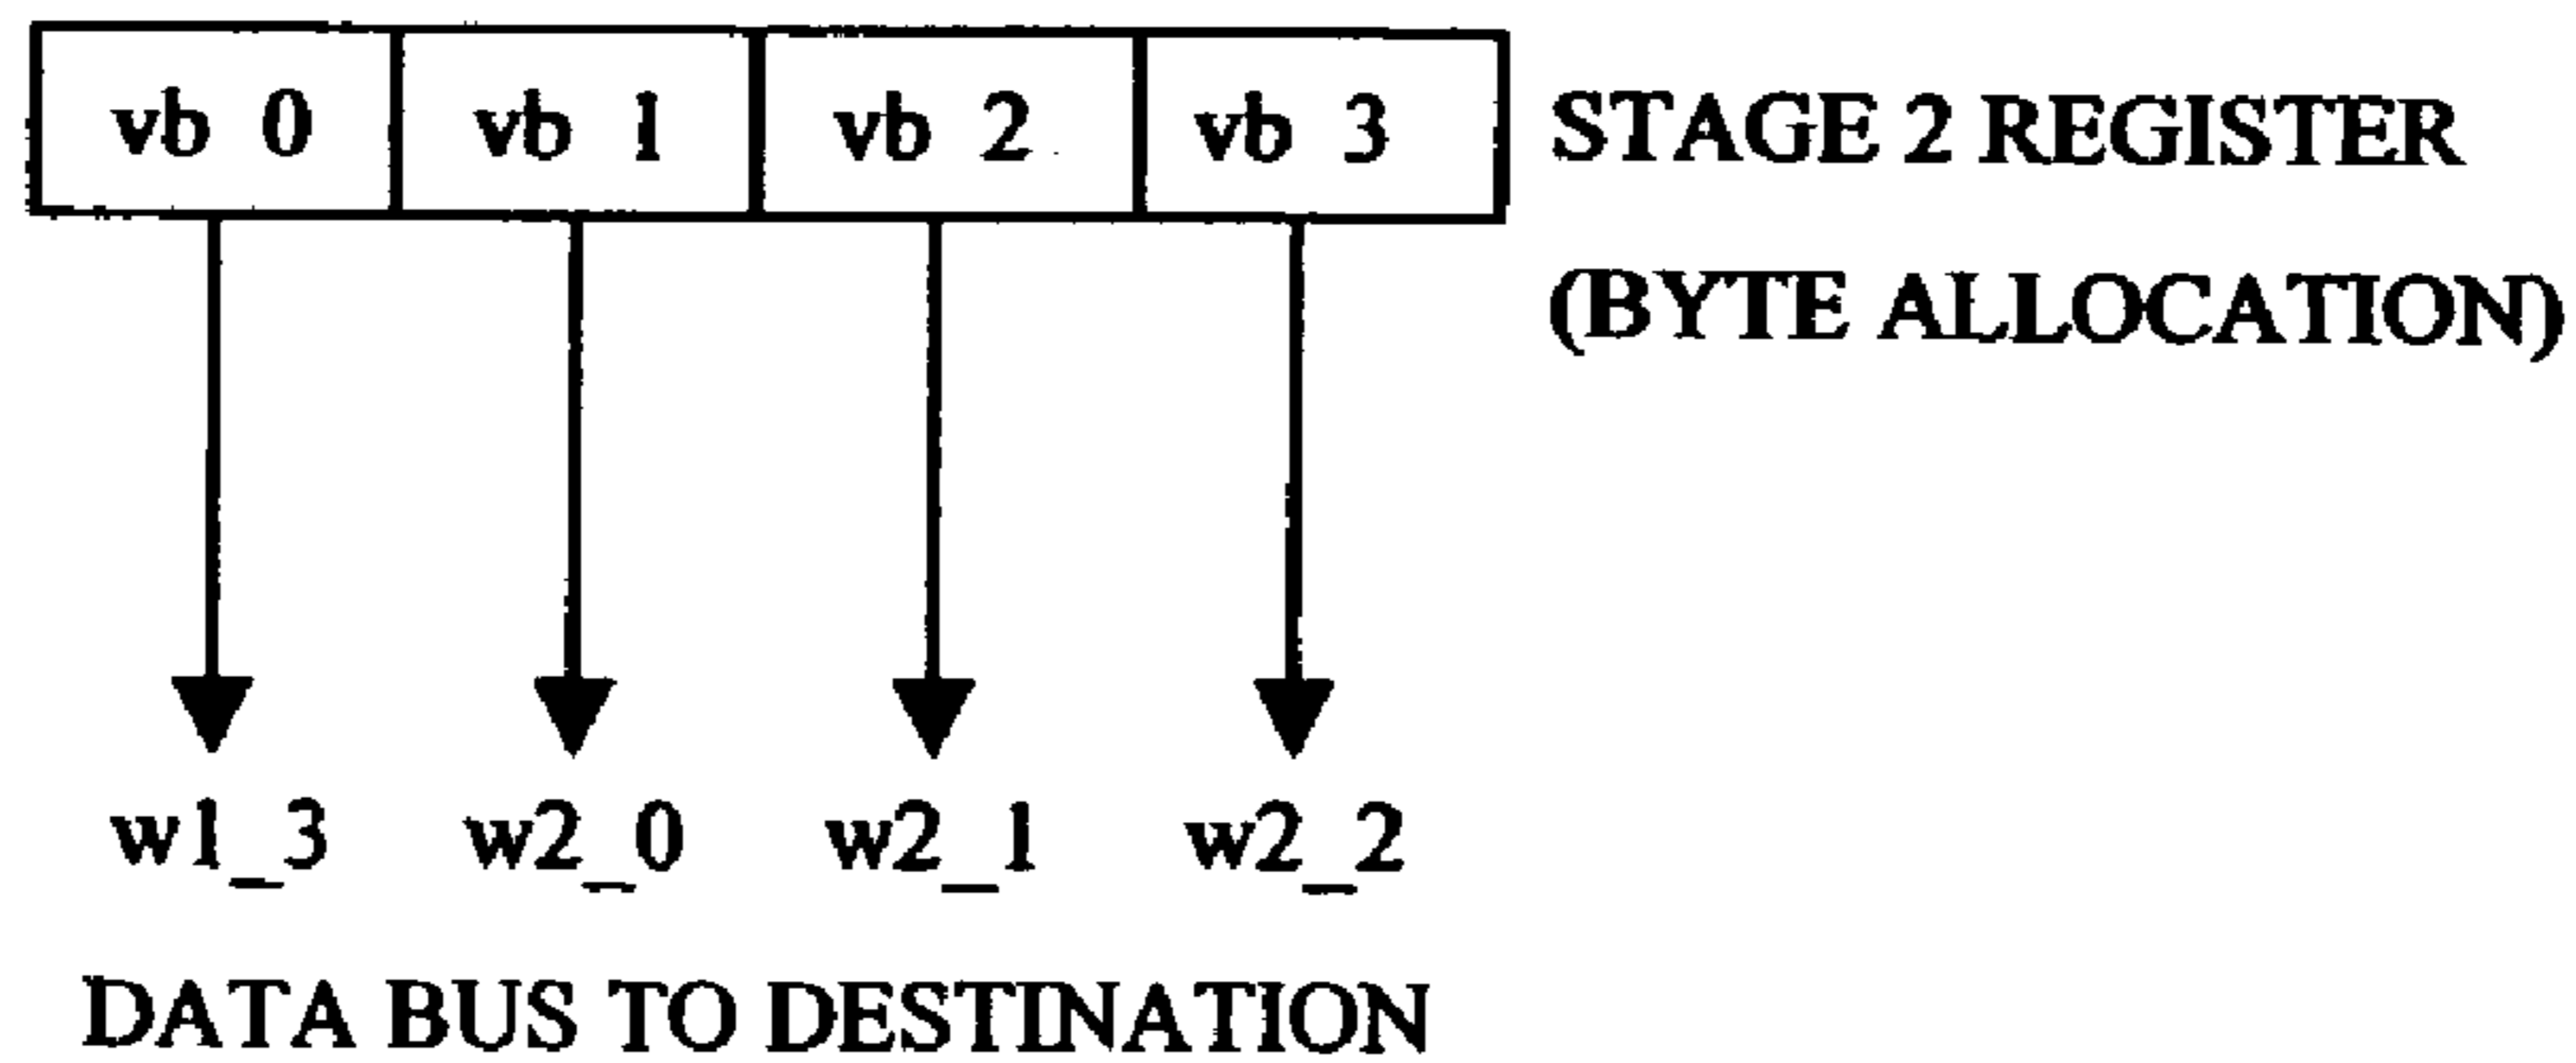 vb 0 vb 1 vb 2 vb 3 STAGE 2 REGISTER
(BYTE ALLOCATION)
w1_3 w2_0 w2_1 w2_2
DATA BUS TO DESTINATION